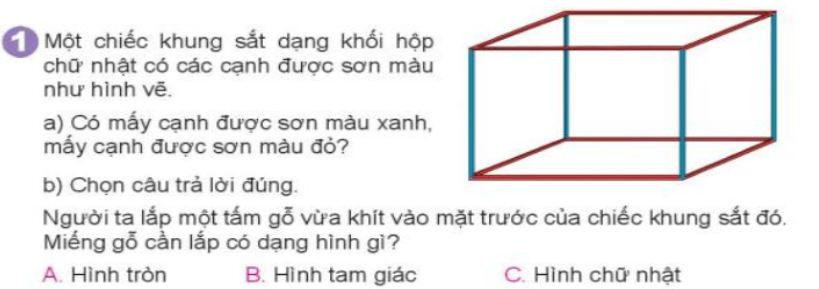 1 Một chiếc khung sắt dạng khối hộp
chữ nhật có các cạnh được sơn màu
như hình vẽ.
a) Có mấy cạnh được sơn màu xanh,
mấy cạnh được sơn màu đỏ?
b) Chọn câu trả lời đúng.
Người ta lắp một tấm gỗ vừa khít vào mặt trước của chiếc khung sắt đó.
Miếng gỗ cần lắp có dạng hình gì?
A. Hình tròn B. Hình tam giác C. Hình chữ nhật